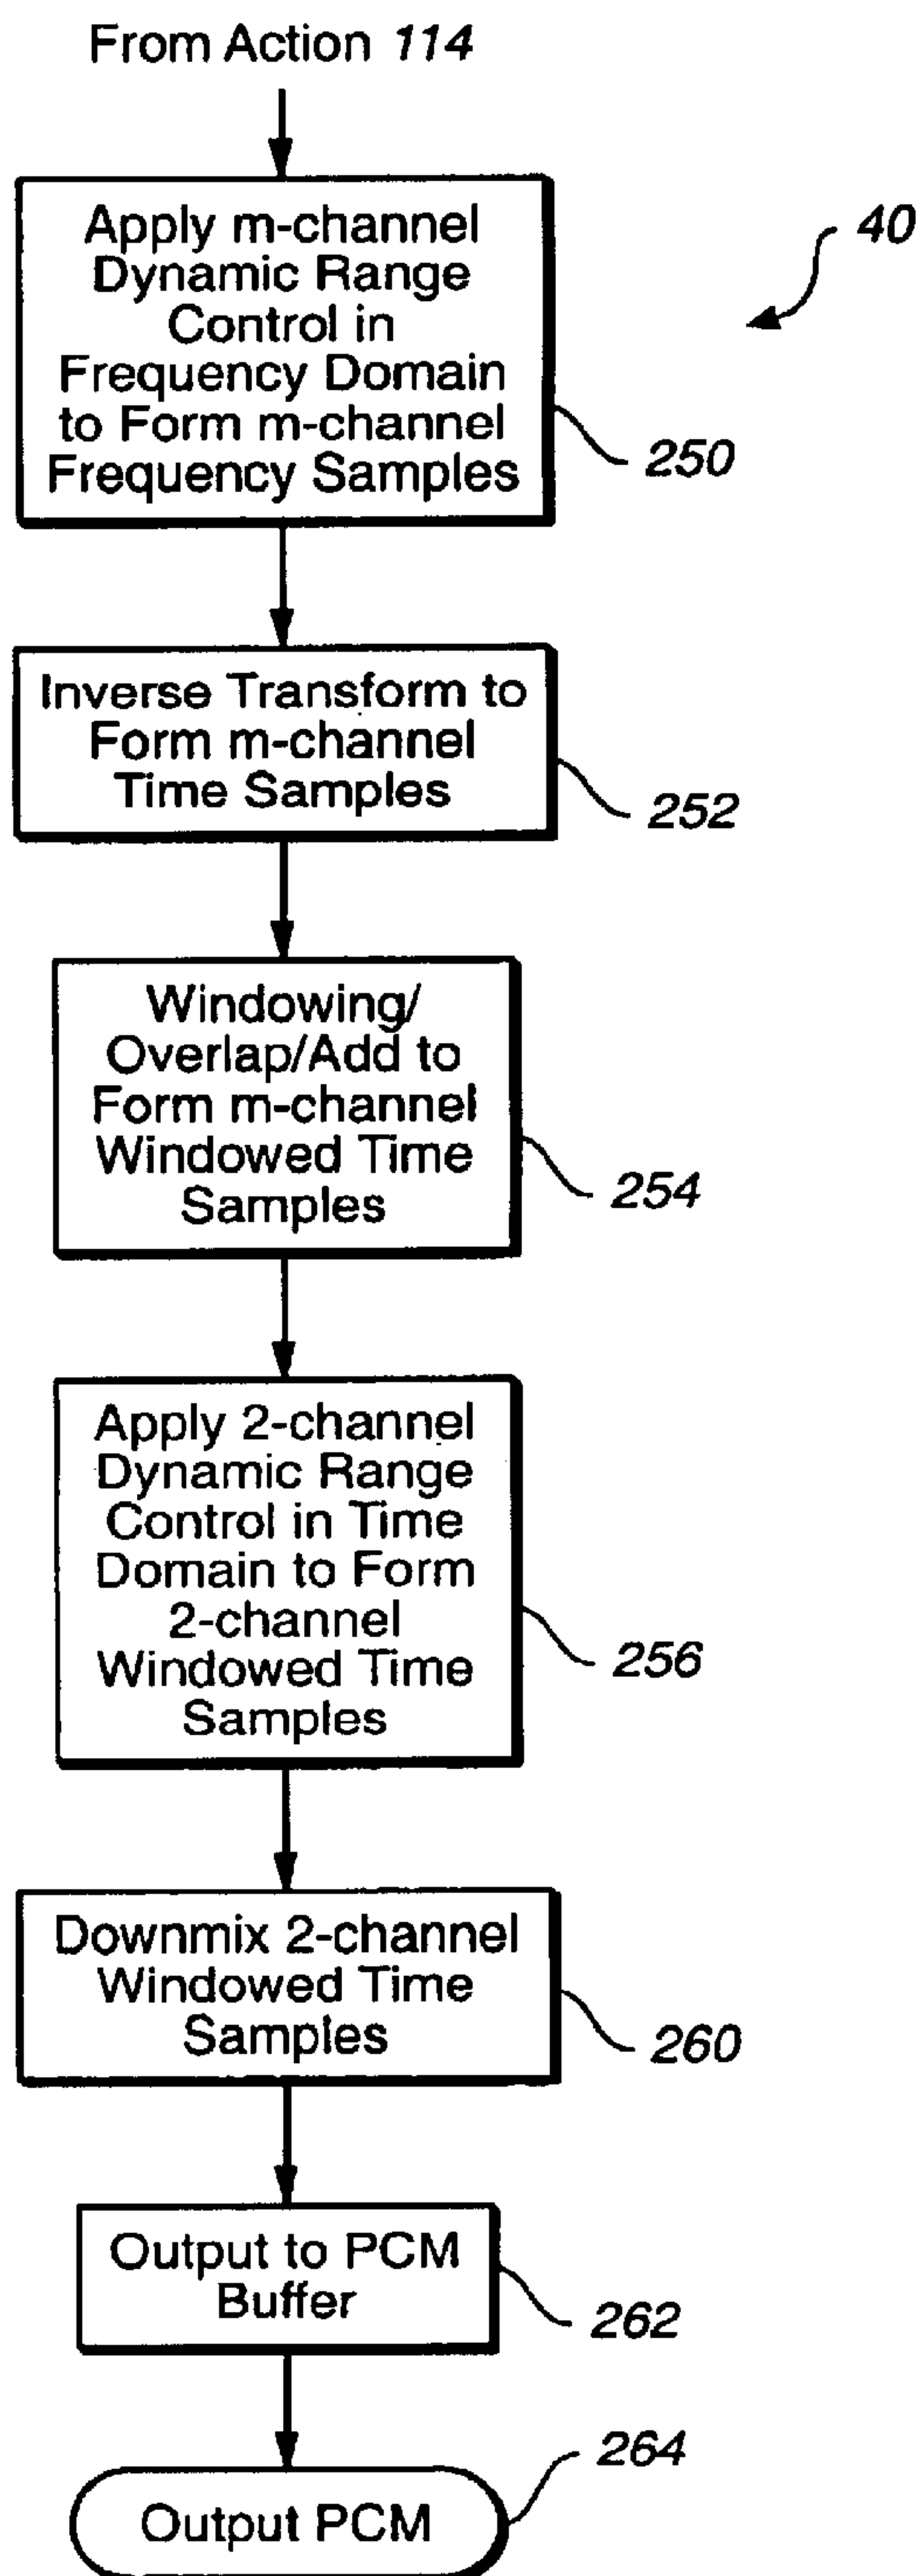 From Action 114
40
Apply m-channel
Dynamic Range
Control in
Frequency Domain
to Form m-channel
Frequency Samples
250
Inverse Transform to
Form m-channel
Time Samples
252
Windowing/
Overlap/Add to
Form m-channel
Windowed Time
Samples
254
Apply 2-channel
Dynamic Range
Control in Time
Domain to Form
2-channel
Windowed Time
Samples
256
Downmix 2-channel
Windowed Time
Samples
260
Output to PCM
Buffer
262
Output PCM
264